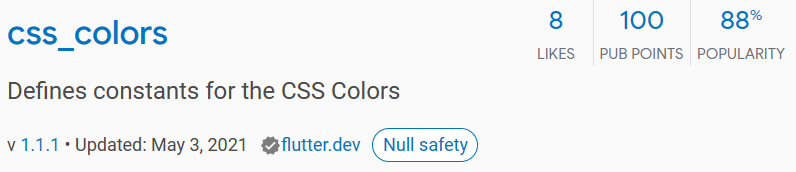 css_colors
8 100 88%
LIKES PUB POINTS POPULARITY
Defines constants for the CSS Colors
v 1.1.1 • Updated: May 3, 2021 flutter.dev Null safety